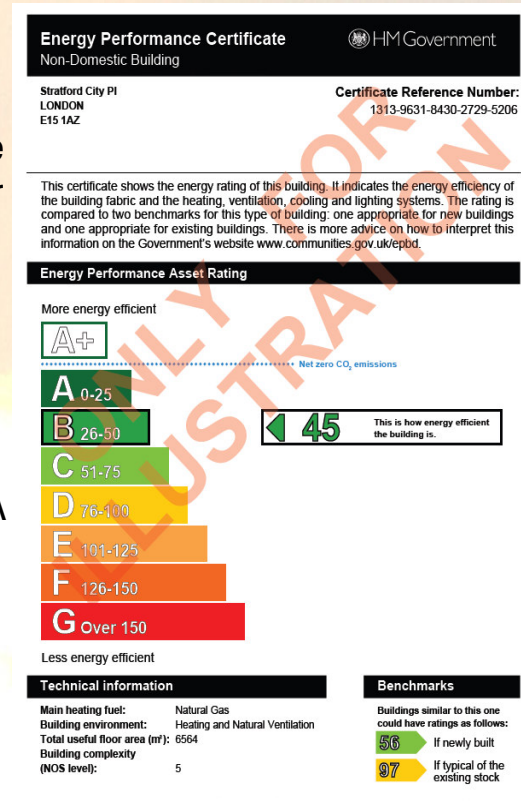 Energy Performance Certificate
HM Government
Non-Domestic Building
Stratford City Pl
LONDON
E15 1AZ
Certificate Reference Number:
1313-9631-8430-2729-5206
This certificate shows the energy rating of this building. It indicates the energy efficiency of
the building fabric and the heating, ventilation, cooling and lighting systems. The rating is
compared to two benchmarks for this type of building: one appropriate for new buildings
and one appropriate for existing buildings. There is more advice on how to interpret this
information on the Government's website www.communities.gov.uk/epbd.
Energy Performance Asset Rating
More energy efficient
A+
Net zero CO2 emissions
A 0-25
B 26-50
45
This is how energy efficient
the building is.
C 51-75
D 76-100
E 101-125
F 126-150
G Over 150
Less energy efficient
ONLY FOR
ILLUSTRATION
Technical information
Main heating fuel: Natural Gas
Building environment: Heating and Natural Ventilation
Total useful floor area (m²): 6564
Building complexity
(NOS level): 5
Benchmarks
Buildings similar to this one
could have ratings as follows:
56 If newly built
97 If typical of the
existing stock